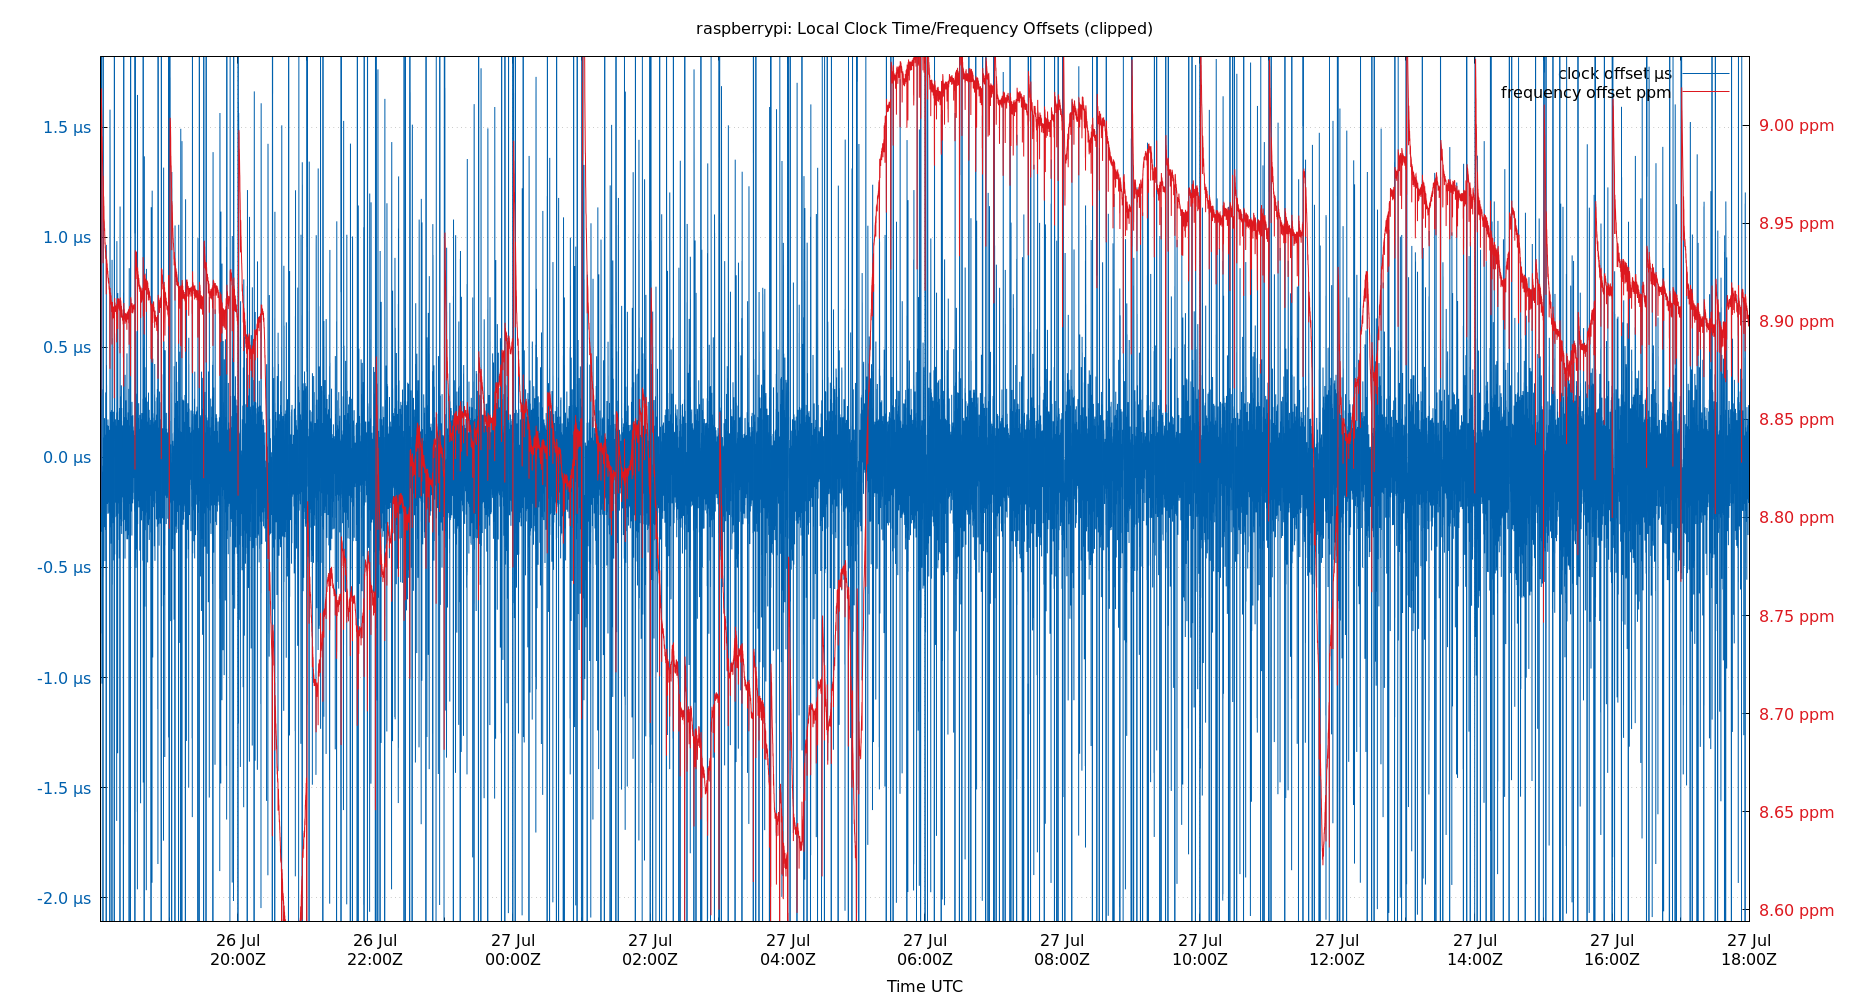 raspberrypi: Local Clock Time/Frequency Offsets (clipped)
clock offset µs
frequency offset ppm
1.5 µs
1.0 µs
0.5 µs
0.0 µs
-0.5 µs
-1.0 µs
-1.5 µs
-2.0 µs
9.00 ppm
8.95 ppm
8.90 ppm
8.85 ppm
8.80 ppm
8.75 ppm
8.70 ppm
8.65 ppm
8.60 ppm
26 Jul
20:00Z
26 Jul
22:00Z
27 Jul
00:00Z
27 Jul
02:00Z
27 Jul
04:00Z
27 Jul
06:00Z
27 Jul
08:00Z
27 Jul
10:00Z
27 Jul
12:00Z
27 Jul
14:00Z
27 Jul
16:00Z
27 Jul
18:00Z
Time UTC